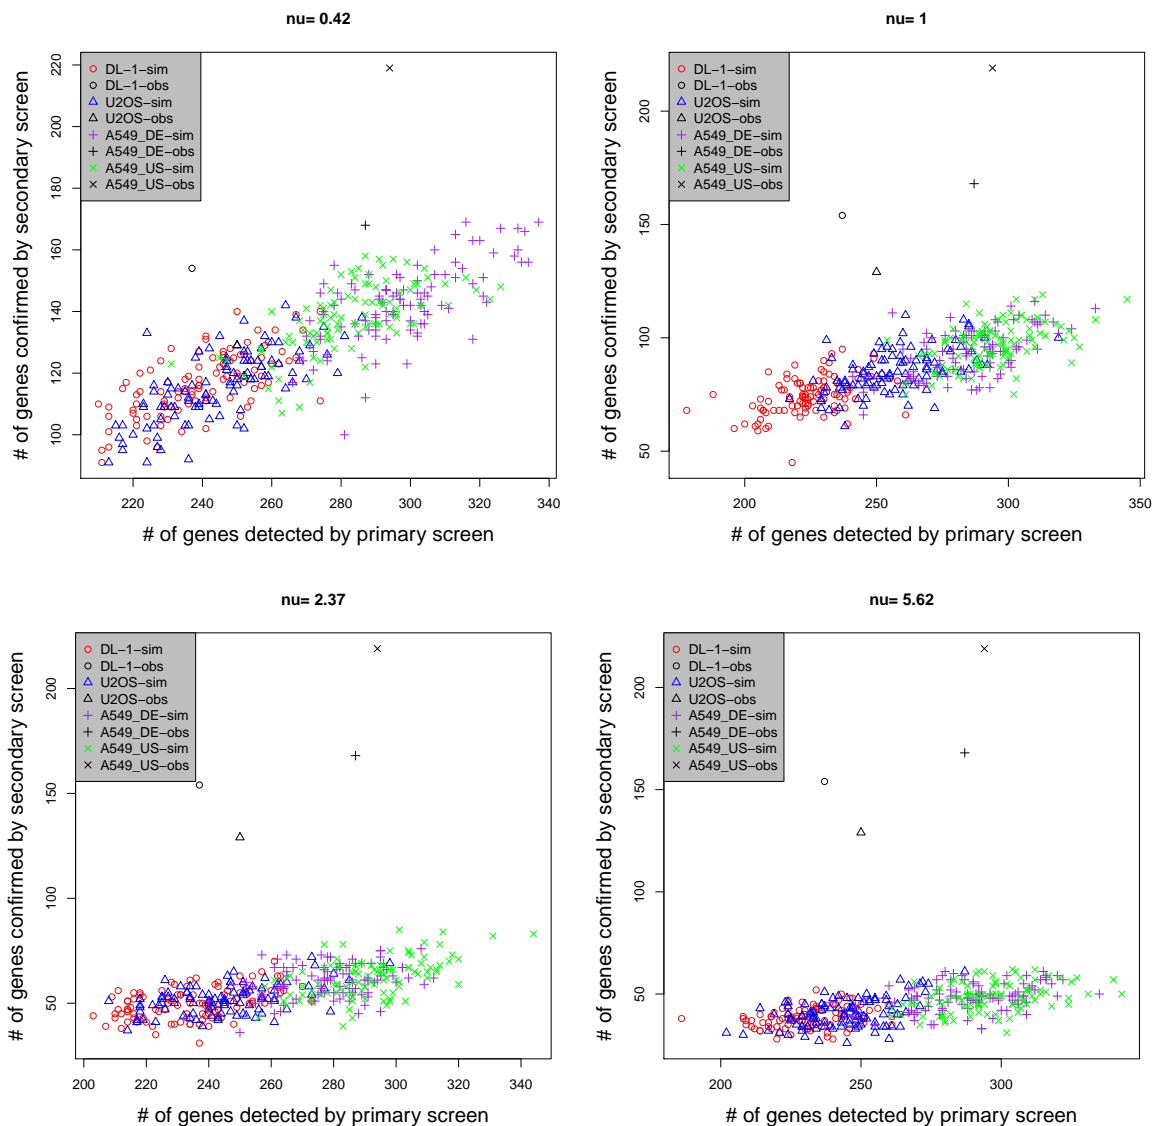 nu= 0.42
220
200
180
160
140
120
100
# of genes confirmed by secondary screen
DL−1−sim
DL−1−obs
U2OS−sim
U2OS−obs
A549_DE−sim
A549_DE−obs
A549_US−sim
A549_US−obs
220 240 260 280 300 320 340
# of genes detected by primary screen
nu= 1
200
150
100
50
# of genes confirmed by secondary screen
DL−1−sim
DL−1−obs
U2OS−sim
U2OS−obs
A549_DE−sim
A549_DE−obs
A549_US−sim
A549_US−obs
200 250 300 350
# of genes detected by primary screen
nu= 2.37
200
150
100
50
# of genes confirmed by secondary screen
DL−1−sim
DL−1−obs
U2OS−sim
U2OS−obs
A549_DE−sim
A549_DE−obs
A549_US−sim
A549_US−obs
200 220 240 260 280 300 320 340
# of genes detected by primary screen
nu= 5.62
200
150
100
50
# of genes confirmed by secondary screen
DL−1−sim
DL−1−obs
U2OS−sim
U2OS−obs
A549_DE−sim
A549_DE−obs
A549_US−sim
A549_US−obs
200 250 300
# of genes detected by primary screen